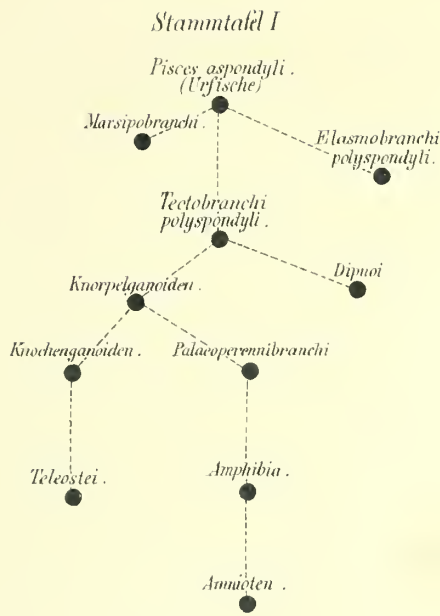 Stammtafel I
Pisces aspondyli.
(Urfische)
Marsipobranchi.
Elasmobranchi
polyspondyli.
Tectobranchi
polyspondyli.
Dipnoi
Knorpelganoiden.
Knochenganoiden.
Palaeoperennibranchi
Teleostei.
Amphibia.
Amnioten.